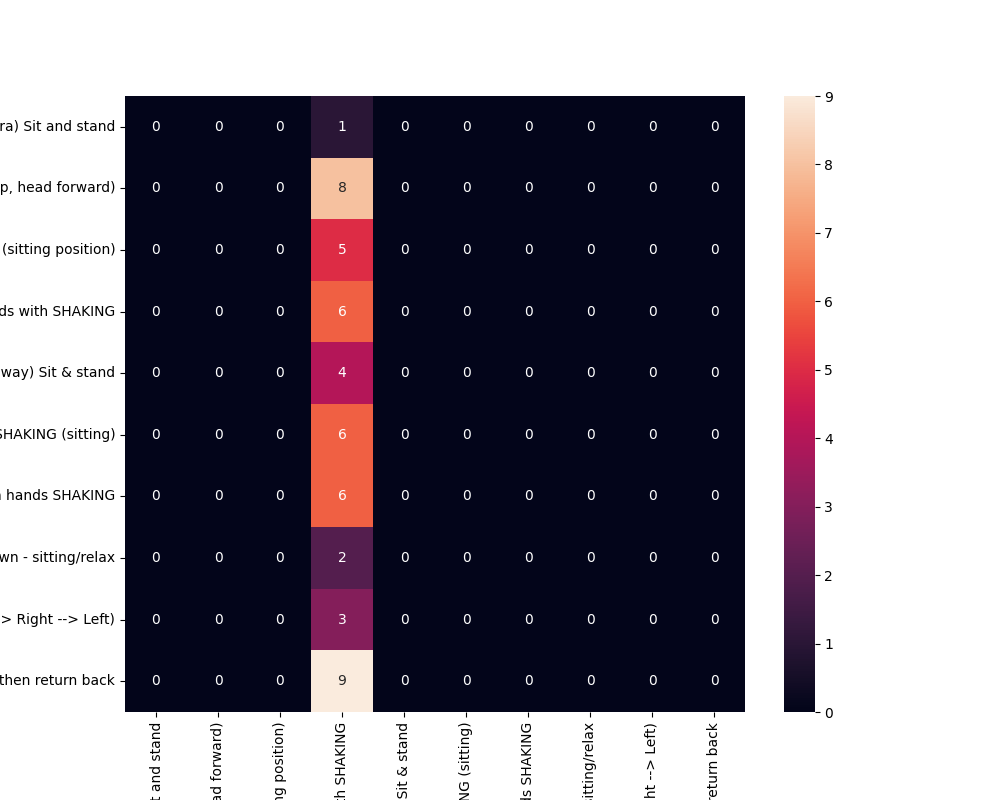 ra) Sit and stand 0 0 0 1 0 0 0 0 0 0
p, head forward) 0 0 0 8 0 0 0 0 0 0
(sitting position) 0 0 0 5 0 0 0 0 0 0
ds with SHAKING 0 0 0 6 0 0 0 0 0 0
way) Sit & stand 0 0 0 4 0 0 0 0 0 0
SHAKING (sitting) 0 0 0 6 0 0 0 0 0 0
hands SHAKING 0 0 0 6 0 0 0 0 0 0
wn - sitting/relax 0 0 0 2 0 0 0 0 0 0
> Right --> Left) 0 0 0 3 0 0 0 0 0 0
then return back 0 0 0 9 0 0 0 0 0 0
t and stand
ad forward)
ng position)
th SHAKING
Sit & stand
NG (sitting)
ds SHAKING
sitting/relax
ht --> Left)
return back
9
8
7
6
5
4
3
2
1
0